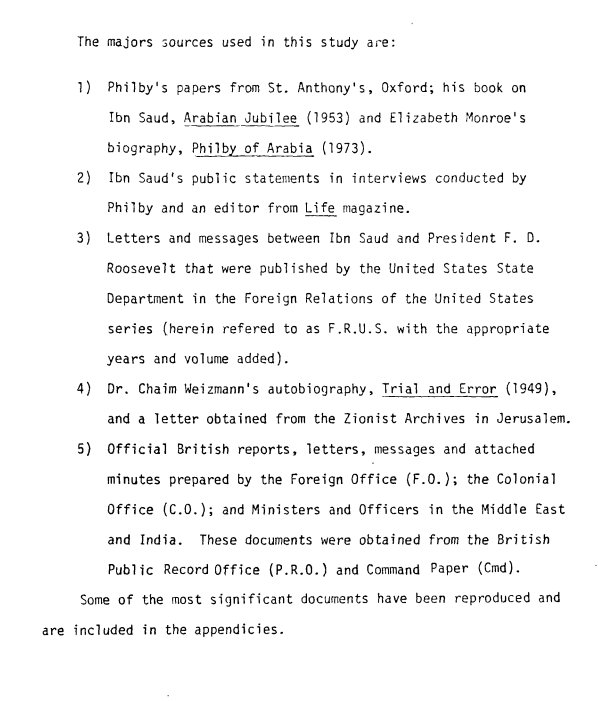 The majors sources used in this study are:
1) Philby's papers from St. Anthony's, Oxford; his book on
Ibn Saud, Arabian Jubilee (1953) and Elizabeth Monroe's
biography, Philby of Arabia (1973).
2) Ibn Saud's public statements in interviews conducted by
Philby and an editor from Life magazine.
3) Letters and messages between Ibn Saud and President F. D.
Roosevelt that were published by the United States State
Department in the Foreign Relations of the United States
series (herein refered to as F.R.U.S. with the appropriate
years and volume added).
4) Dr. Chaim Weizmann's autobiography, Trial and Error (1949),
and a letter obtained from the Zionist Archives in Jerusalem.
5) Official British reports, letters, messages and attached
minutes prepared by the Foreign Office (F.O.); the Colonial
Office (C.O.); and Ministers and Officers in the Middle East
and India. These documents were obtained from the British
Public Record Office (P.R.O.) and Command Paper (Cmd).
Some of the most significant documents have been reproduced and
are included in the appendicies.